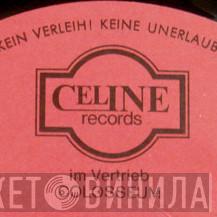 KEIN VERLEIH! KEINE UNERLAUB
CELINE
records
im Vertrieb
COLOSSEUM